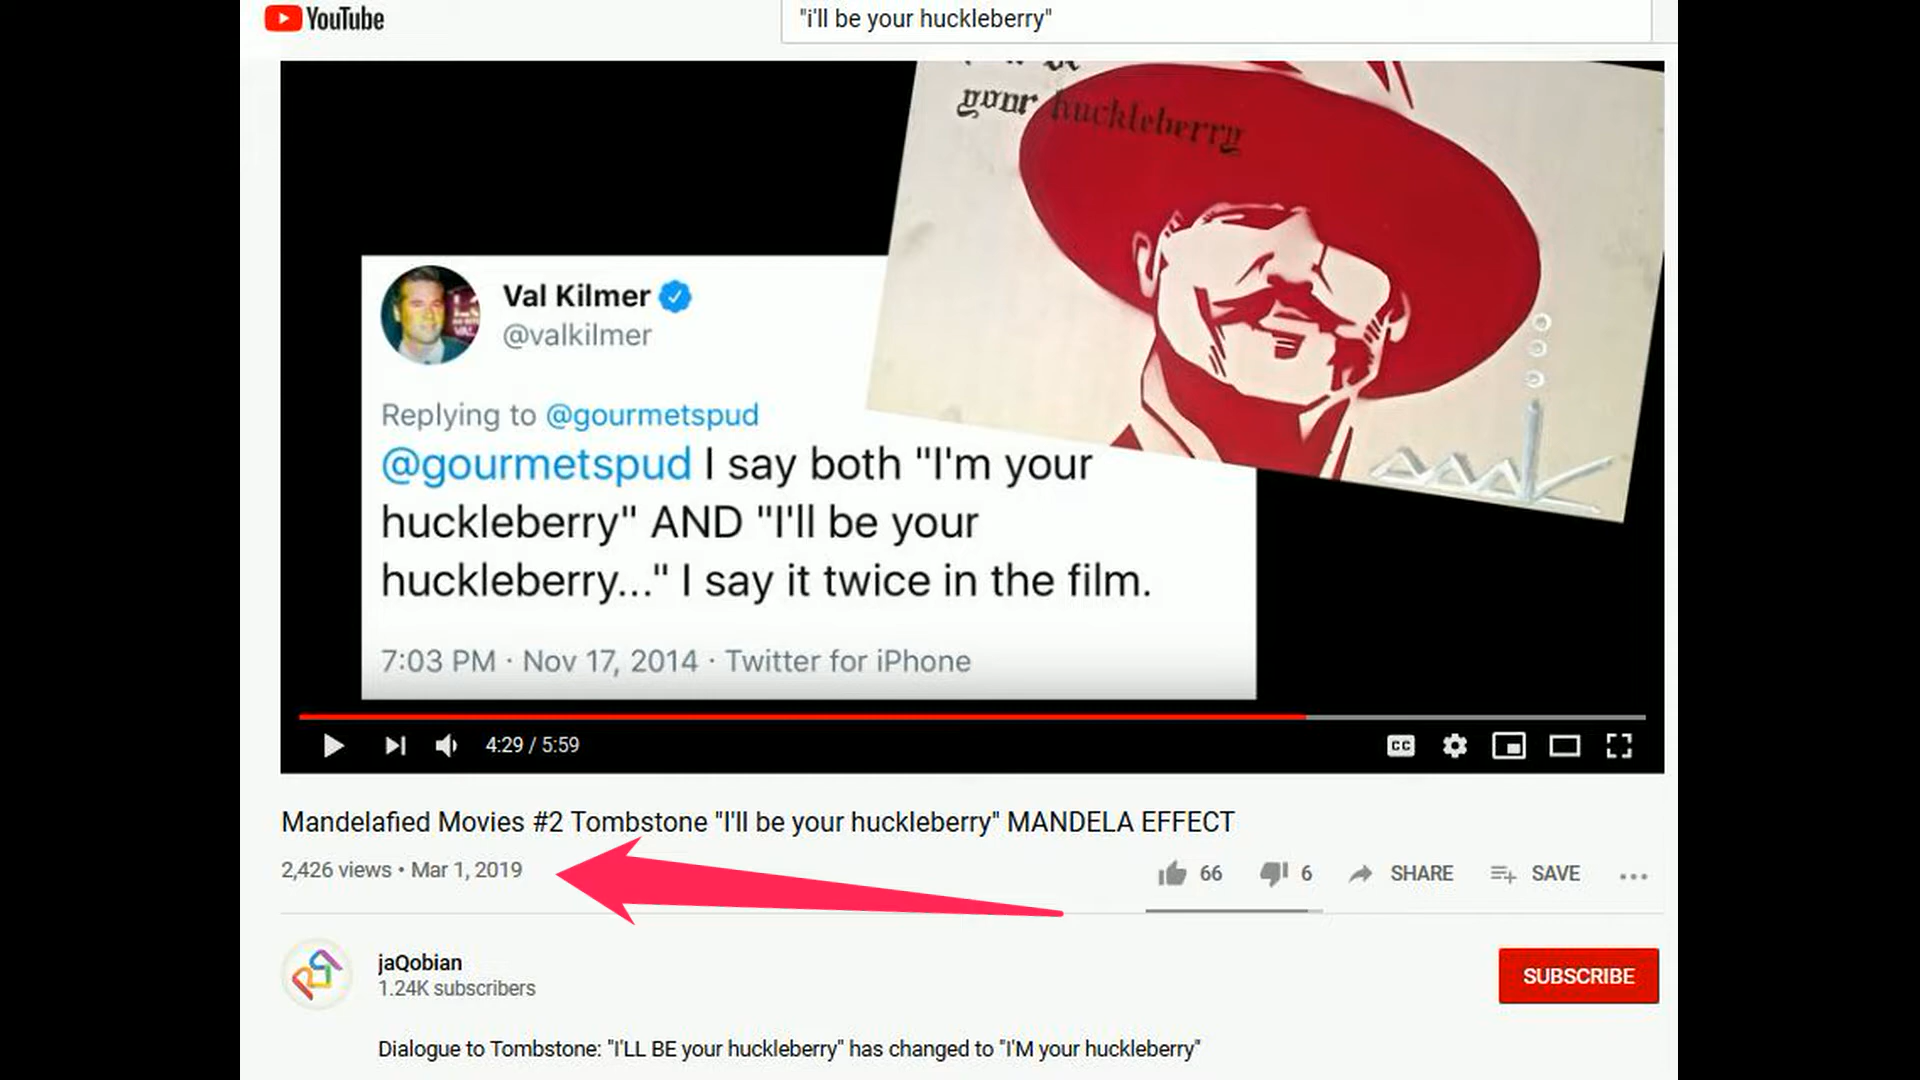 YouTube
"i'll be your huckleberry"
your huckleberry
Val Kilmer
@valkilmer
Replying to @gourmetspud
@gourmetspud I say both "I'm your
huckleberry" AND "I'll be your
huckleberry..." I say it twice in the film.
7:03 PM · Nov 17, 2014 · Twitter for iPhone
4:29 / 5:59
CC
Mandelafied Movies #2 Tombstone "I'll be your huckleberry" MANDELA EFFECT
2,426 views • Mar 1, 2019
66
6
SHARE
SAVE
jaQobian
1.24K subscribers
SUBSCRIBE
Dialogue to Tombstone: "I'LL BE your huckleberry" has changed to "I'M your huckleberry"